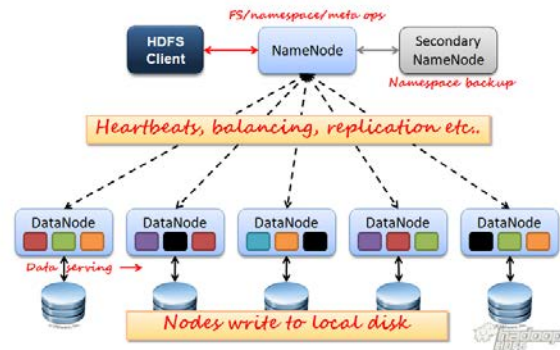 FS/namespace/meta ops
HDFS
Client
NameNode
Secondary
NameNode
Namespace backup
Heartbeats, balancing, replication etc..
DataNode
DataNode
DataNode
DataNode
DataNode
Data serving
Nodes write to local disk